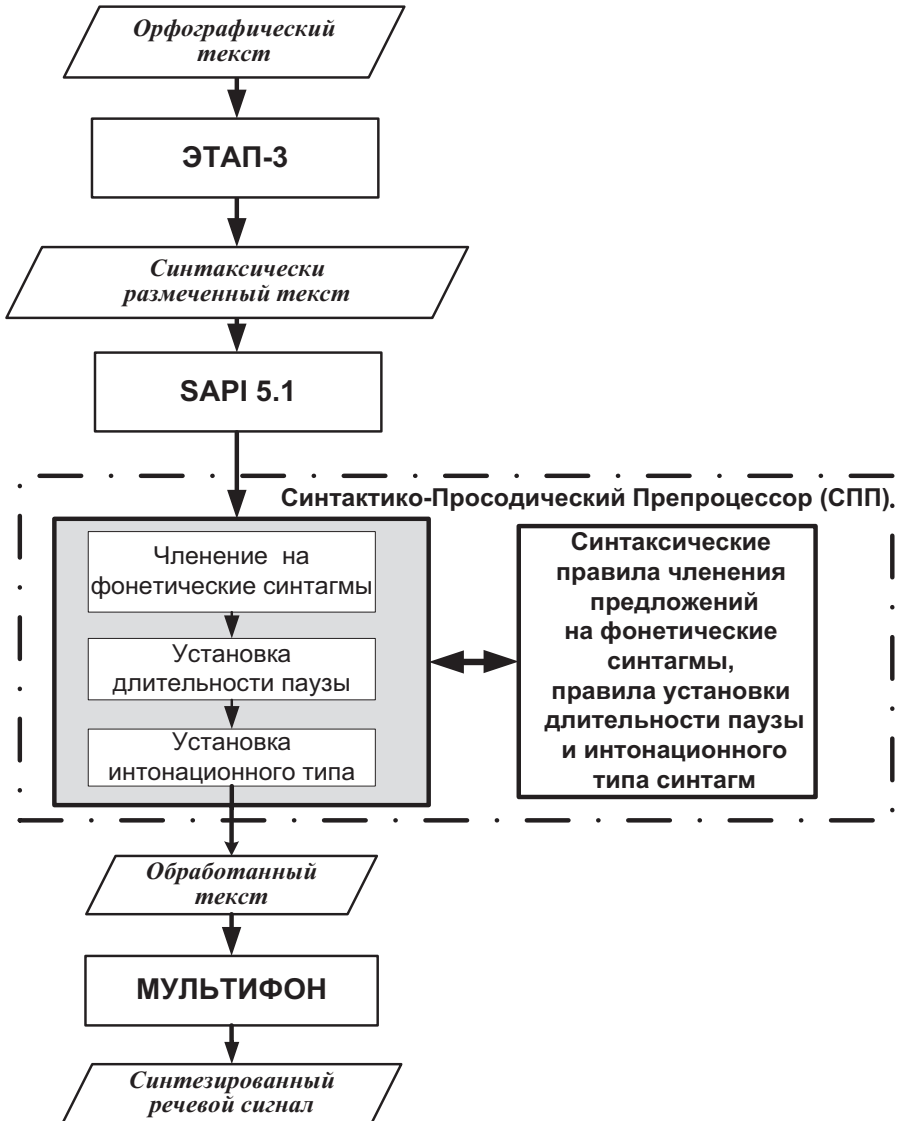 Орфографический
текст
ЭТАП-3
Синтаксически
размеченный текст
SAPI 5.1
Синтактико-Просодический Препроцессор (СПП)
Членение на
фонетические синтагмы
Установка
длительности паузы
Установка
интонационного типа
Синтаксические
правила членения
предложений
на фонетические
синтагмы,
правила установки
длительности паузы
и интонационного
типа синтагм
Обработанный
текст
МУЛЬТИФОН
Синтезированный
речевой сигнал